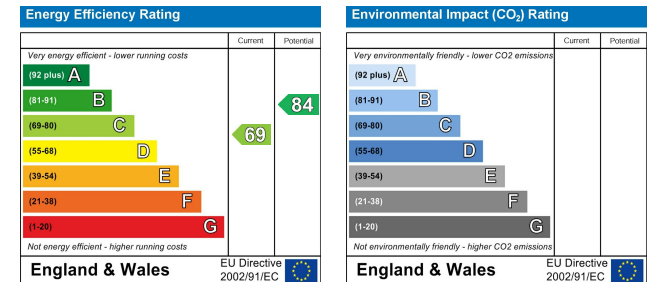 Energy Efficiency Rating
Current Potential
Very energy efficient - lower running costs
(92 plus) A
(81-91) B
84
(69-80) C
69
(55-68) D
(39-54) E
(21-38) F
(1-20) G
Not energy efficient - higher running costs
England & Wales
EU Directive
2002/91/EC
Environmental Impact (CO₂) Rating
Current Potential
Very environmentally friendly - lower CO2 emissions
(92 plus) A
(81-91) B
(69-80) C
(55-68) D
(39-54) E
(21-38) F
(1-20) G
Not environmentally friendly - higher CO2 emissions
England & Wales
EU Directive
2002/91/EC